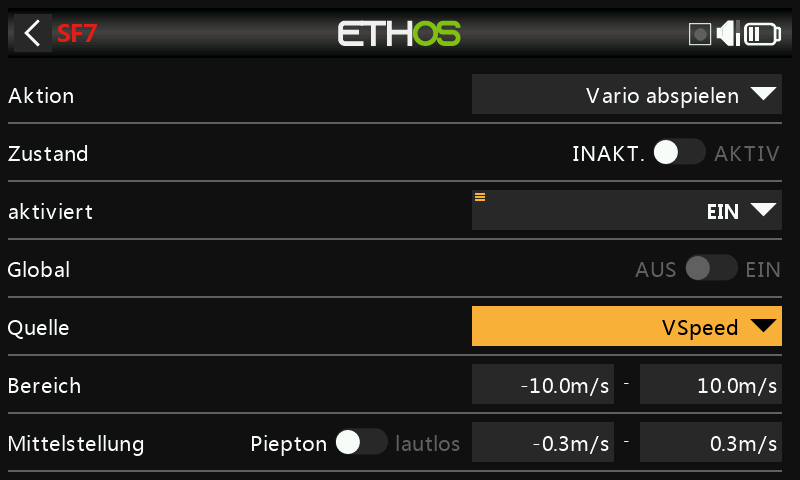 SF7
ETHOS
Aktion Vario abspielen
Zustand INAKT. AKTIV
aktiviert EIN
Global AUS EIN
Quelle VSpeed
Bereich -10.0m/s - 10.0m/s
Mittelstellung Piepton lautlos -0.3m/s - 0.3m/s